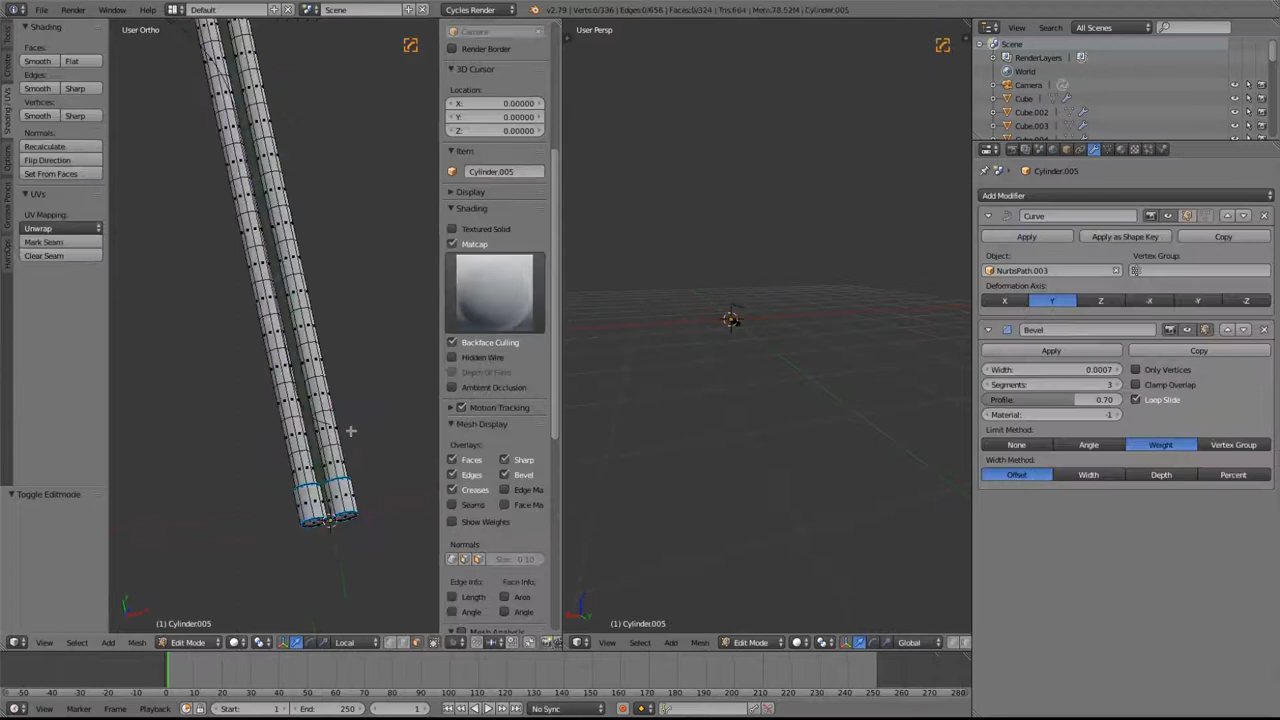 File Render Window Help Default Scene Cycles Render v2.79 | Verts:0/336 | Edges:0/658 | Faces:0/324 | Tris:664 | Mem:78.52M | Cylinder.005
Shading
Faces:
Smooth Flat
Edges:
Smooth Sharp
Vertices:
Smooth Sharp
Normals:
Recalculate
Flip Direction
Set From Faces
UVs
UV Mapping:
Unwrap
Mark Seam
Clear Seam
Toggle Editmode
Tools
Create
Shading / UVs
Options
Grease Pencil
HardOps
User Ortho
(1) Cylinder.005
Camera
Render Border
3D Cursor
Location:
X: 0.00000
Y: 0.00000
Z: 0.00000
Item
Cylinder.005
Display
Shading
Textured Solid
Matcap
Backface Culling
Hidden Wire
Depth Of Field
Ambient Occlusion
Motion Tracking
Mesh Display
Overlays:
Faces Sharp
Edges Bevel
Creases Edge Ma
Seams Face Ma
Show Weights
Normals
Size: 0.10
Edge Info: Face Info:
Length Area
Angle Angle
Mesh Analysis
User Persp
(1) Cylinder.005
View Select Add Mesh Edit Mode Local
View Select Add Mesh Edit Mode Global
View Search All Scenes
Scene
RenderLayers
World
Camera
Cube
Cube.002
Cube.003
Cylinder.005
Add Modifier
Curve
Apply Apply as Shape Key Copy
Object: Vertex Group:
NurbsPath.003
Deformation Axis:
X Y Z -X -Y -Z
Bevel
Apply Copy
Width: 0.0007 Only Vertices
Segments: 3 Clamp Overlap
Profile: 0.70 Loop Slide
Material: -1
Limit Method:
None Angle Weight Vertex Group
Width Method:
Offset Width Depth Percent
-50 -40 -30 -20 -10 0 10 20 30 40 50 60 70 80 90 100 110 120 130 140 150 160 170 180 190 200 210 220 230 240 250 260 270 280
View Marker Frame Playback Start: 1 End: 250 1 No Sync